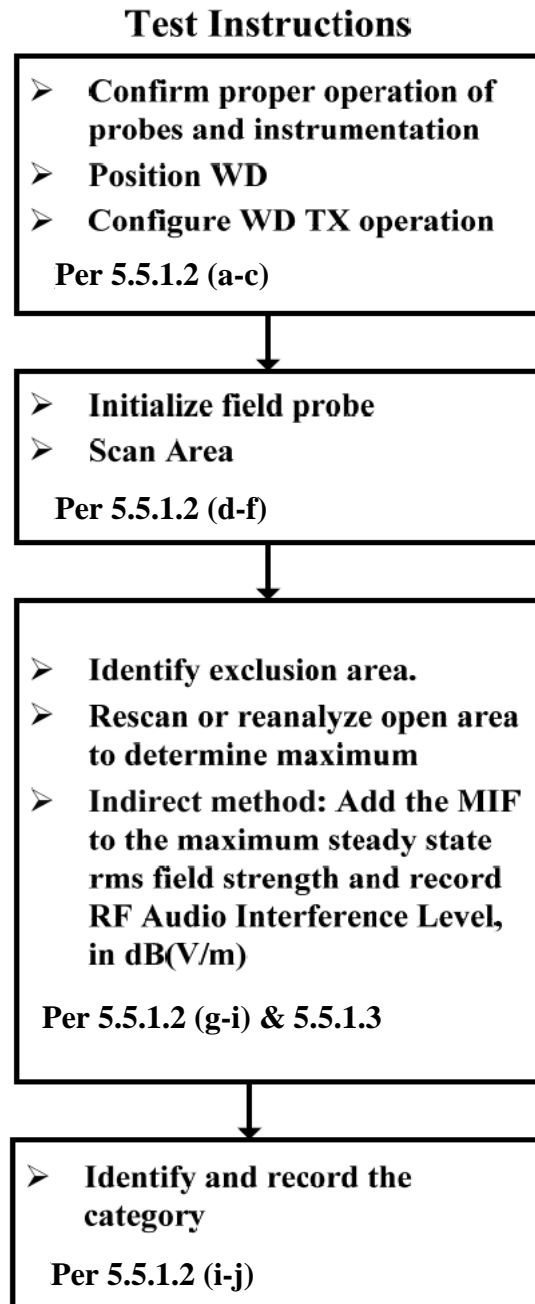 Test Instructions
➢ Confirm proper operation of
probes and instrumentation
➢ Position WD
➢ Configure WD TX operation
Per 5.5.1.2 (a-c)
➢ Initialize field probe
➢ Scan Area
Per 5.5.1.2 (d-f)
➢ Identify exclusion area.
➢ Rescan or reanalyze open area
to determine maximum
➢ Indirect method: Add the MIF
to the maximum steady state
rms field strength and record
RF Audio Interference Level,
in dB(V/m)
Per 5.5.1.2 (g-i) & 5.5.1.3
➢ Identify and record the
category
Per 5.5.1.2 (i-j)